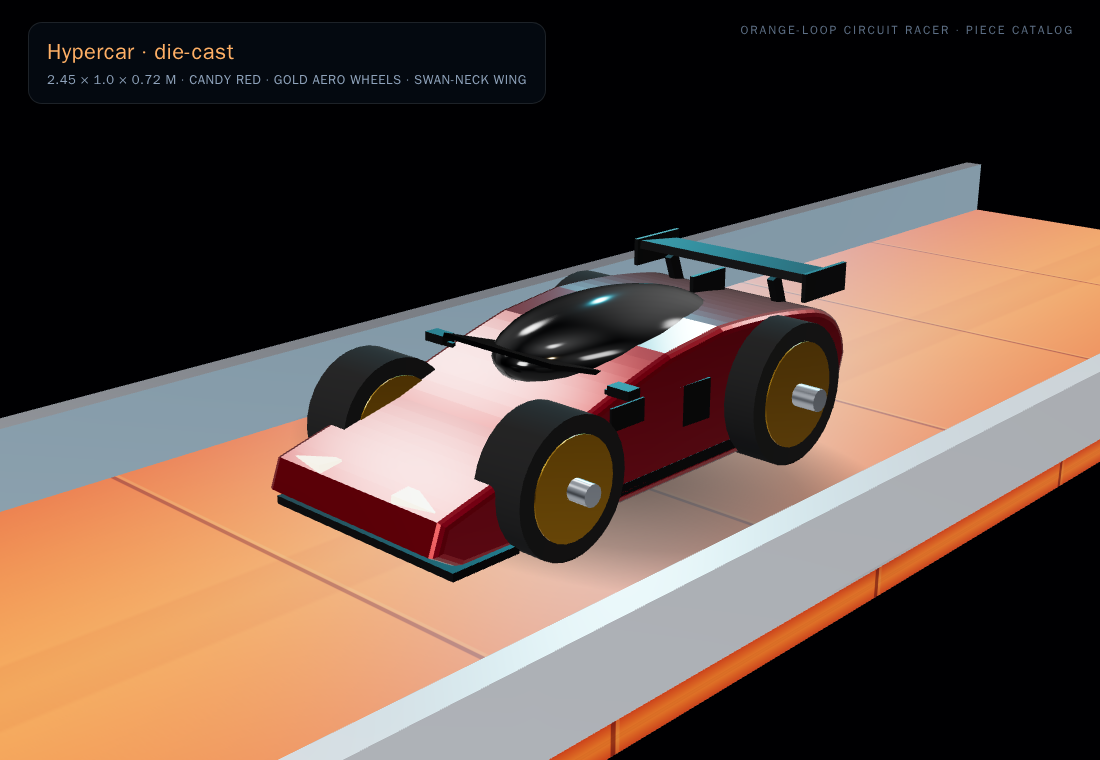 Hypercar · die-cast
2.45 × 1.0 × 0.72 M · CANDY RED · GOLD AERO WHEELS · SWAN-NECK WING
ORANGE-LOOP CIRCUIT RACER · PIECE CATALOG